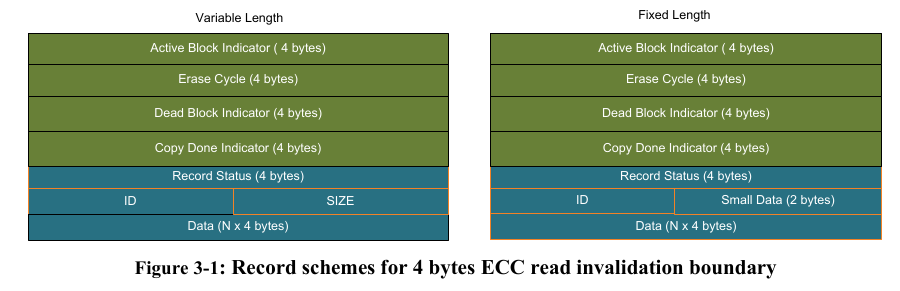 Variable Length
Active Block Indicator ( 4 bytes)
Erase Cycle (4 bytes)
Dead Block Indicator (4 bytes)
Copy Done Indicator (4 bytes)
Record Status (4 bytes)
ID
SIZE
Data (N x 4 bytes)
Fixed Length
Active Block Indicator ( 4 bytes)
Erase Cycle (4 bytes)
Dead Block Indicator (4 bytes)
Copy Done Indicator (4 bytes)
Record Status (4 bytes)
ID
Small Data (2 bytes)
Data (N x 4 bytes)
Figure 3-1: Record schemes for 4 bytes ECC read invalidation boundary